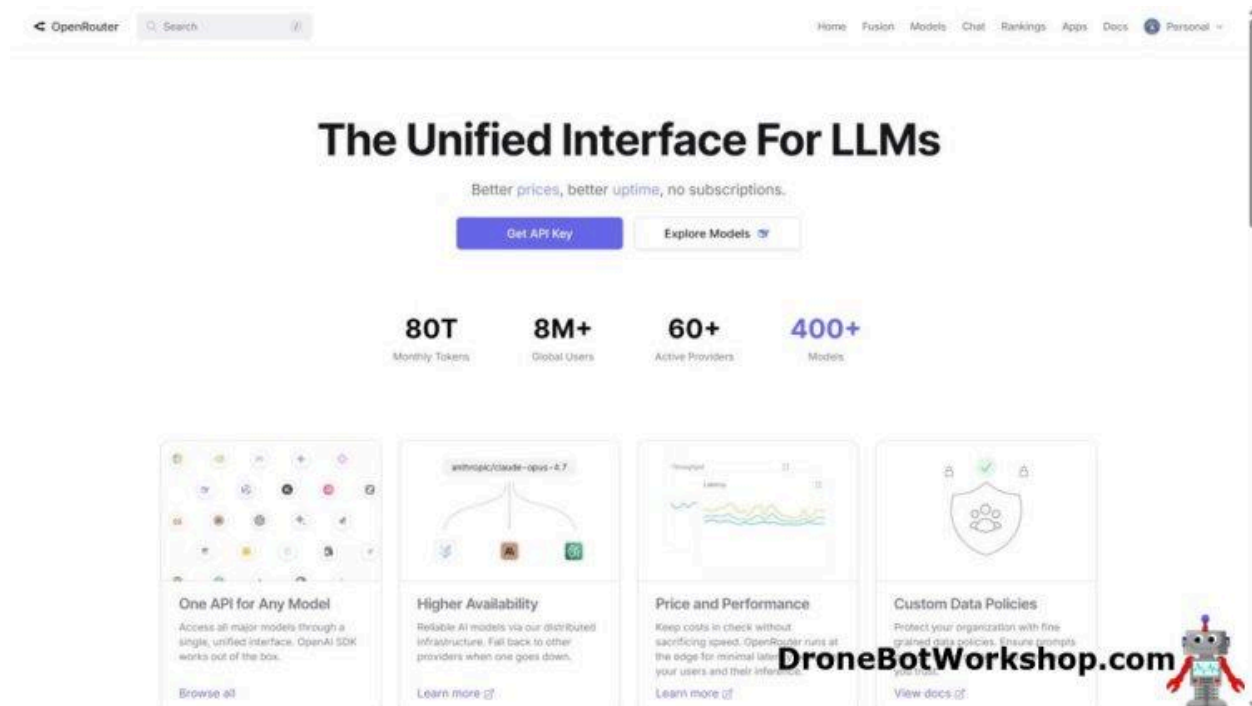 OpenRouter
Search
/
Home Fusion Models Chat Rankings Apps Docs Personal
The Unified Interface For LLMs
Better prices, better uptime, no subscriptions.
Get API Key
Explore Models
80T
Monthly Tokens
8M+
Global Users
60+
Active Providers
400+
Models
One API for Any Model
Access all major models through a
single, unified interface. OpenAI SDK
works out of the box.
Browse all
anthropic/claude-opus-4.7
Higher Availability
Reliable AI models via our distributed
infrastructure. Fall back to other
providers when one goes down.
Learn more
Throughput
Latency
Price and Performance
Keep costs in check without
sacrificing speed. OpenRouter runs at
the edge for minimal
your users and their inference.
Learn more
Custom Data Policies
Protect your organization with fine
grained data policies. Ensure prompts
you trust.
View docs
DroneBotWorkshop.com